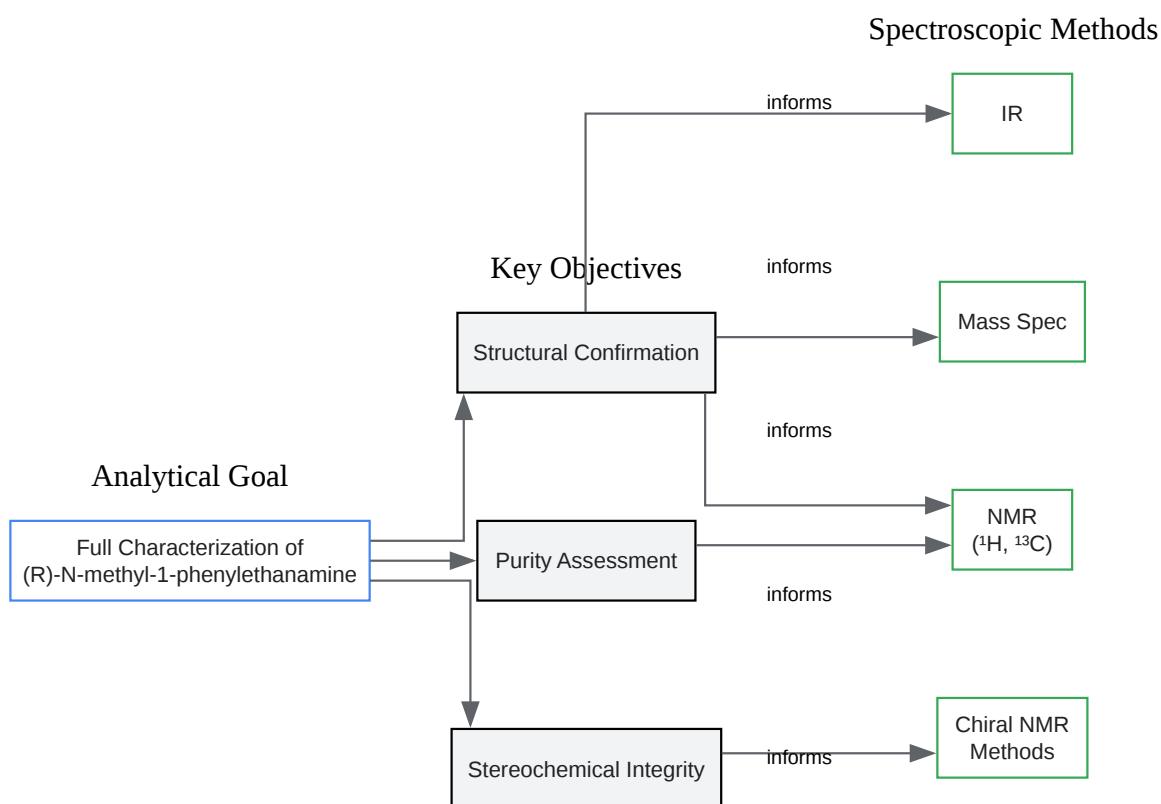 Spectroscopic Methods
informs
IR
Key Objectives
informs
Mass Spec
Structural Confirmation
informs
Analytical Goal
Full Characterization of
(R)-N-methyl-1-phenylethanamine
Purity Assessment
NMR
(¹H, ¹³C)
informs
Stereochemical Integrity
informs
Chiral NMR
Methods